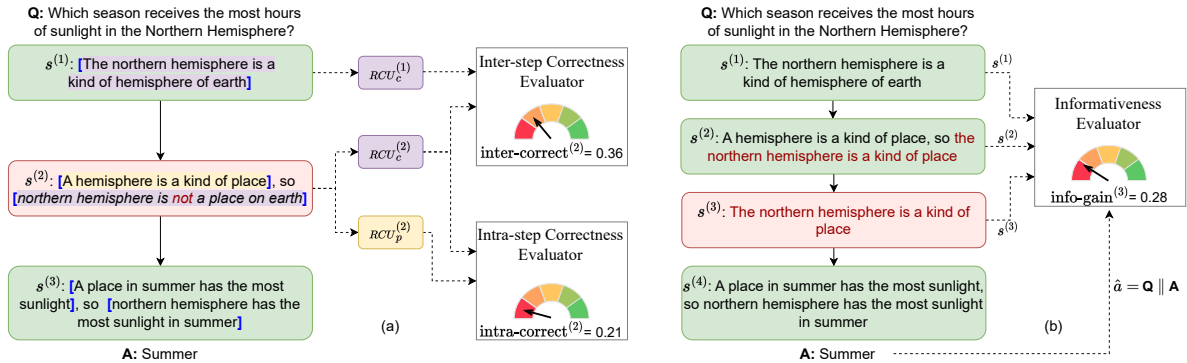 Q: Which season receives the most hours
of sunlight in the Northern Hemisphere?
s^(1): [The northern hemisphere is a
kind of hemisphere of earth]
s^(2): [A hemisphere is a kind of place], so
[northern hemisphere is not a place on earth]
s^(3): [A place in summer has the most
sunlight], so [northern hemisphere has the
most sunlight in summer]
A: Summer
RCU_c^(1)
RCU_c^(2)
RCU_p^(2)
Inter-step Correctness
Evaluator
inter-correct^(2) = 0.36
Intra-step Correctness
Evaluator
intra-correct^(2) = 0.21
(a)
Q: Which season receives the most hours
of sunlight in the Northern Hemisphere?
s^(1): The northern hemisphere is a
kind of hemisphere of earth
s^(2): A hemisphere is a kind of place, so the
northern hemisphere is a kind of place
s^(3): The northern hemisphere is a kind of
place
s^(4): A place in summer has the most sunlight,
so northern hemisphere has the most sunlight
in summer
A: Summer
s^(1)
s^(2)
s^(3)
Informativeness
Evaluator
info-gain^(3) = 0.28
â = Q ∥ A
(b)